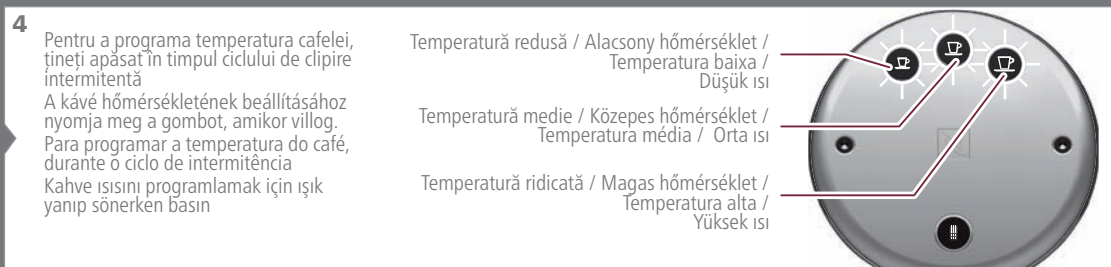 4
Pentru a programa temperatura cafelei,
țineți apăsat în timpul ciclului de clipire
intermitentă
A kávé hőmérsékletének beállításához
nyomja meg a gombot, amikor villog.
Para programar a temperatura do café,
durante o ciclo de intermitência
Kahve ısısını programlamak için ışık
yanıp sönerken basın
Temperatură redusă / Alacsony hőmérséklet /
Temperatura baixa /
Düşük ısı
Temperatură medie / Közepes hőmérséklet /
Temperatura média / Orta ısı
Temperatură ridicată / Magas hőmérséklet /
Temperatura alta /
Yüksek ısı